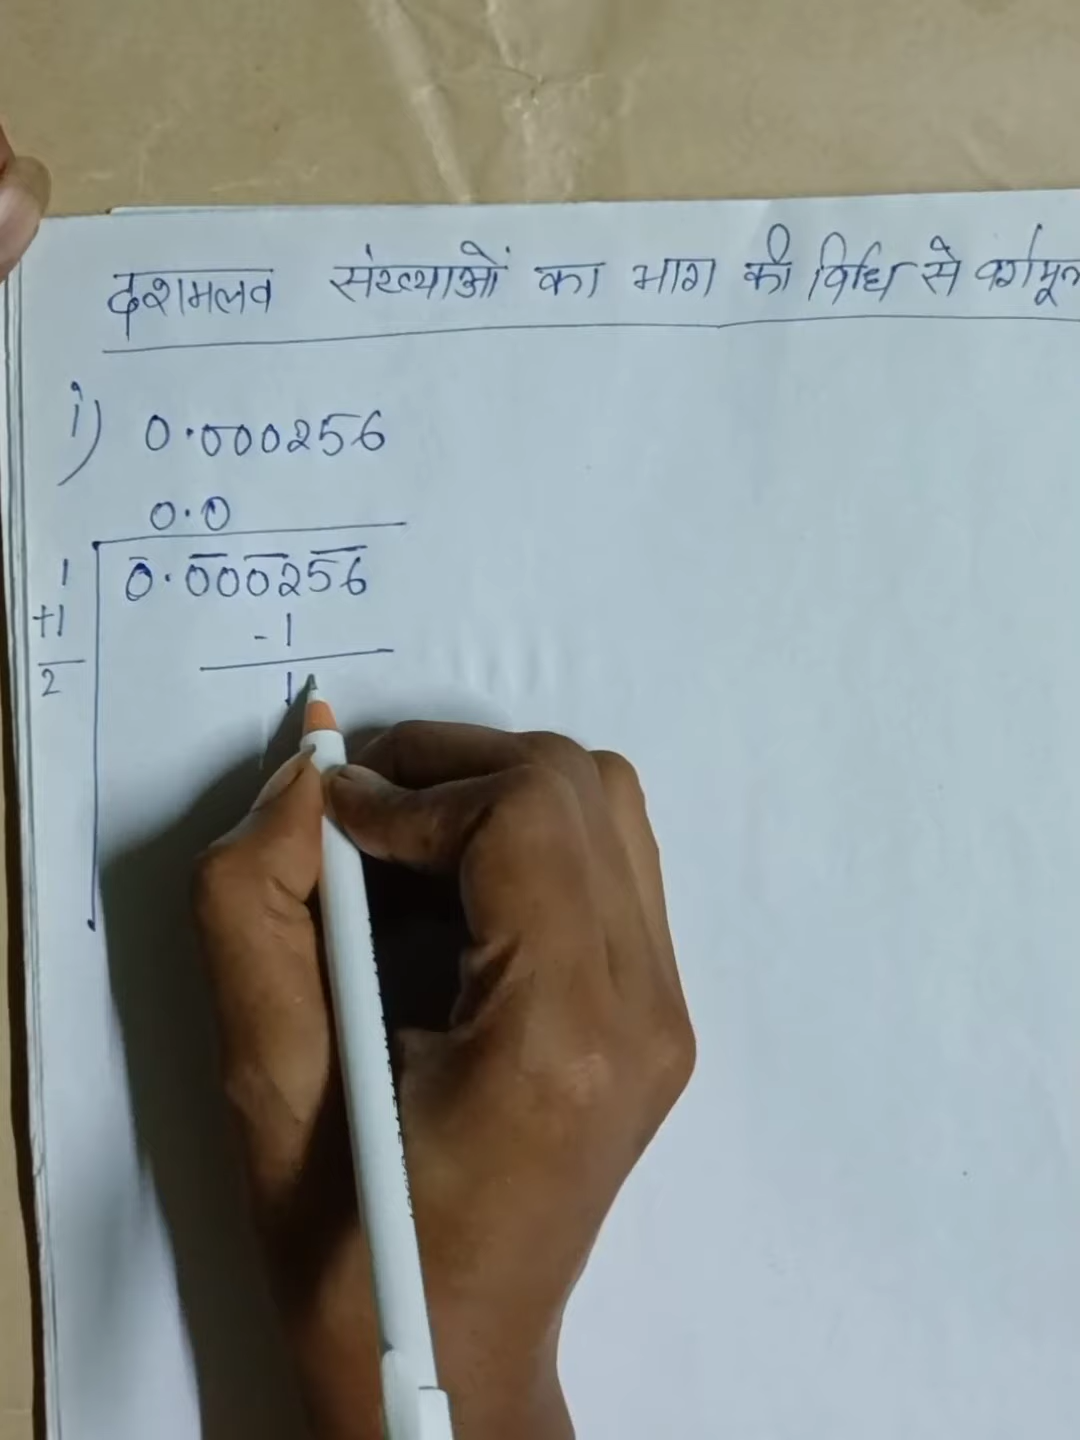 दशमलव संख्याओं का भाग की विधि से वर्गमूल
i) 0.000256
0.0
1 0.000256
+1 -1
2 1